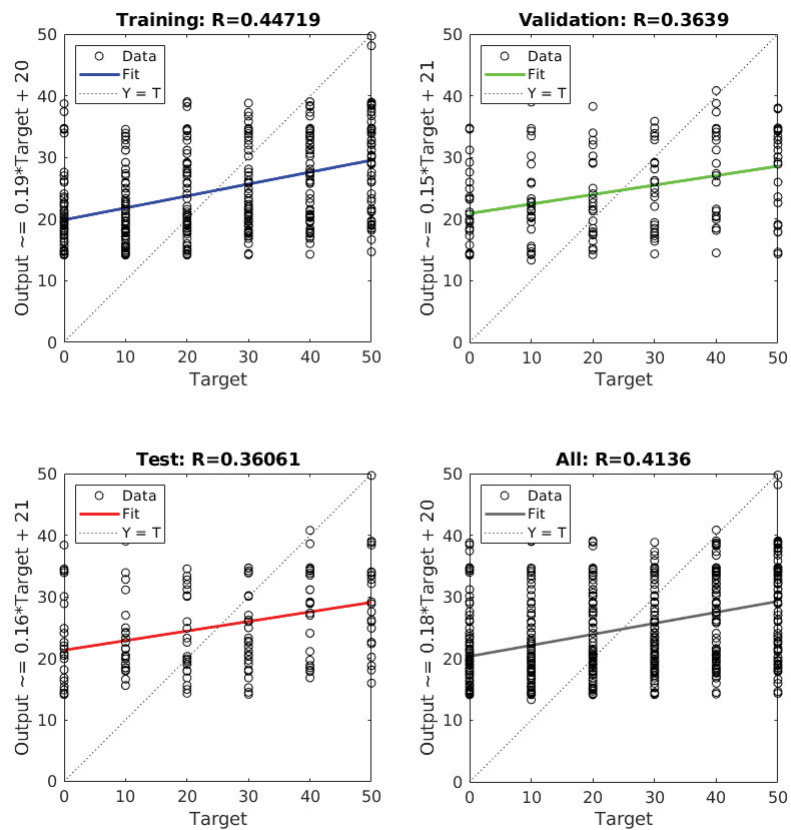 Training: R=0.44719
Output ~= 0.19*Target + 20
50
40
30
20
10
0
Data
Fit
Y = T
0 10 20 30 40 50
Target
Validation: R=0.3639
Output ~= 0.15*Target + 21
50
40
30
20
10
0
Data
Fit
Y = T
0 10 20 30 40 50
Target
Test: R=0.36061
Output ~= 0.16*Target + 21
50
40
30
20
10
0
Data
Fit
Y = T
0 10 20 30 40 50
Target
All: R=0.4136
Output ~= 0.18*Target + 20
50
40
30
20
10
0
Data
Fit
Y = T
0 10 20 30 40 50
Target